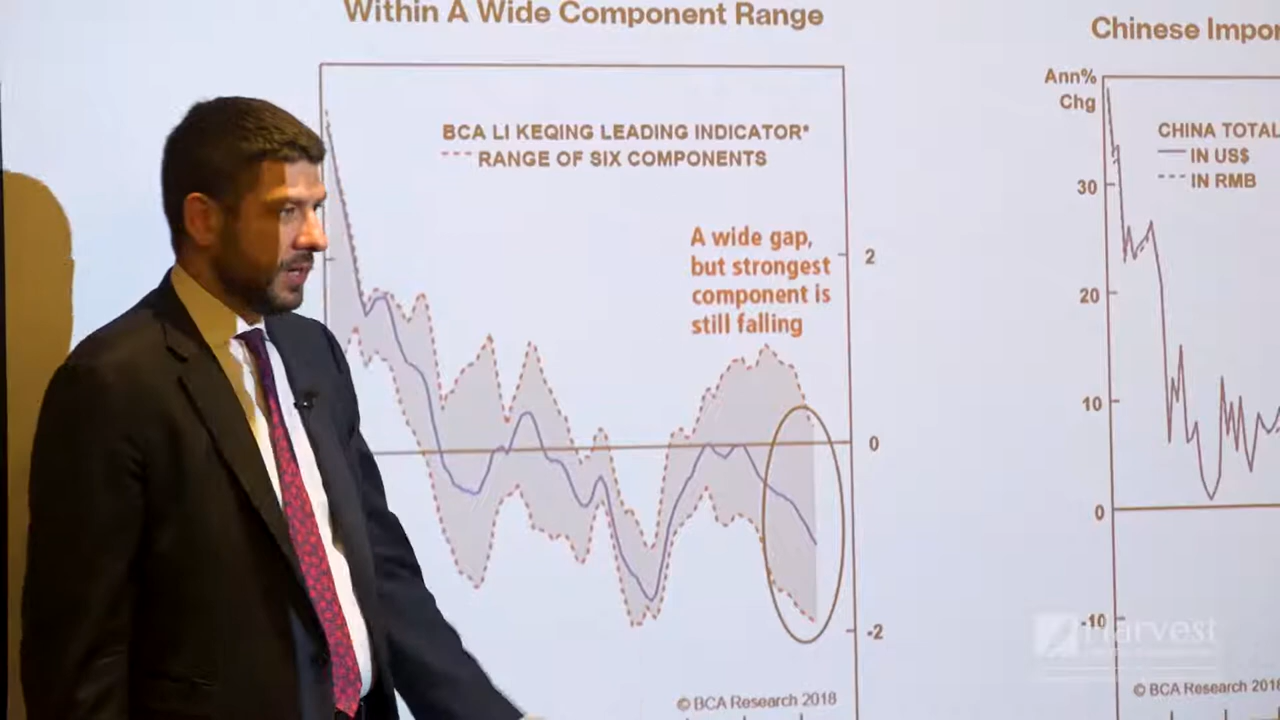 Within A Wide Component Range
BCA LI KEQING LEADING INDICATOR*
RANGE OF SIX COMPONENTS
A wide gap,
but strongest
component is
still falling
2
0
-2
© BCA Research 2018
Chinese Impor
Ann%
Chg
CHINA TOTAL
IN US$
IN RMB
30
20
10
0
-10
Harvest
© BCA Research 2018